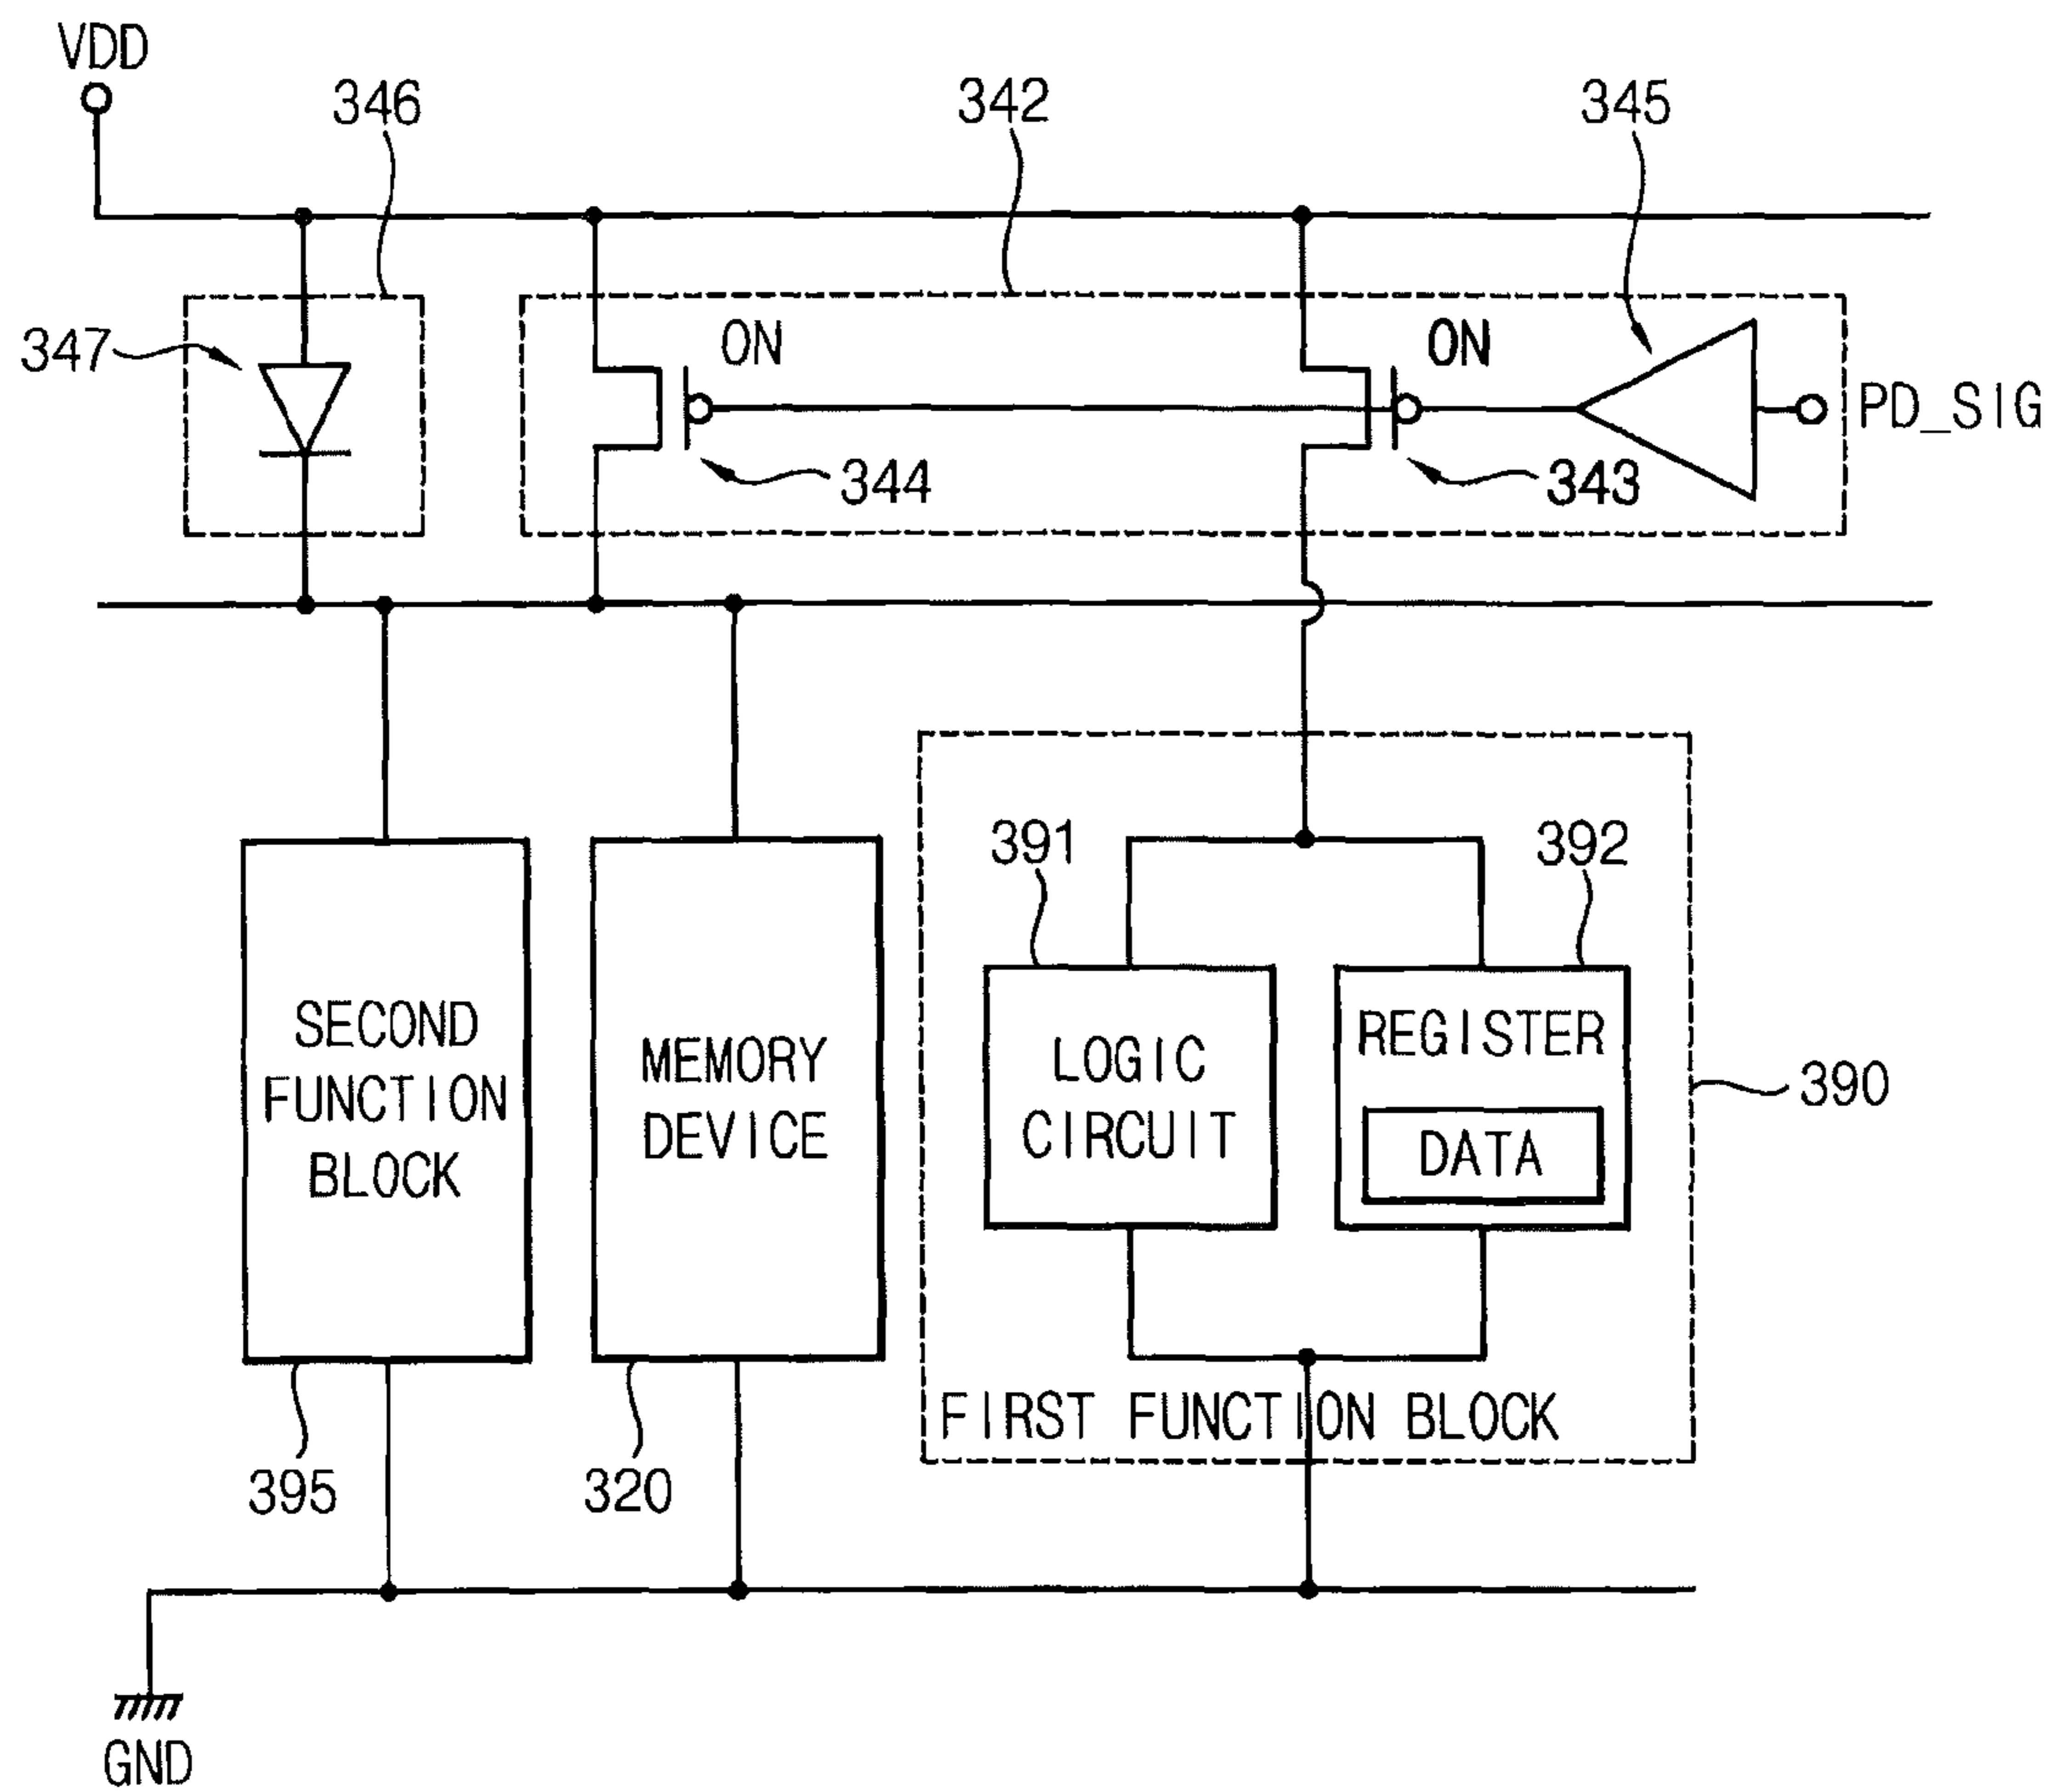 VDD
346
342
345
347
ON
ON
PD_SIG
344
343
391
392
SECOND
FUNCTION
BLOCK
MEMORY
DEVICE
LOGIC
CIRCUIT
REGISTER
DATA
390
FIRST FUNCTION BLOCK
395
320
GND